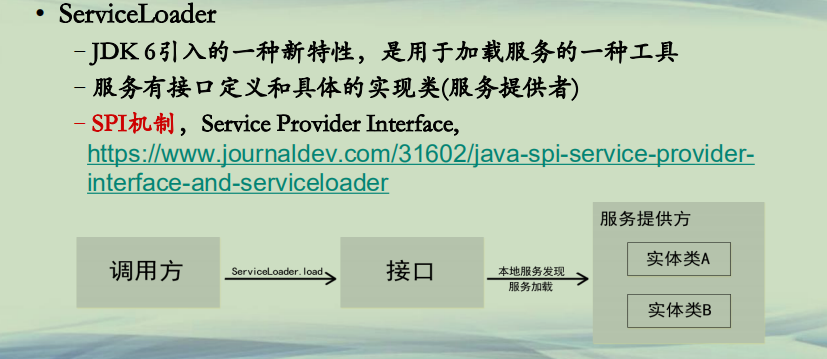 • ServiceLoader
–JDK 6引入的一种新特性，是用于加载服务的一种工具
–服务有接口定义和具体的实现类(服务提供者)
–SPI机制，Service Provider Interface,
https://www.journaldev.com/31602/java-spi-service-provider-
interface-and-serviceloader
调用方
ServiceLoader.load
接口
本地服务发现
服务加载
服务提供方
实体类A
实体类B